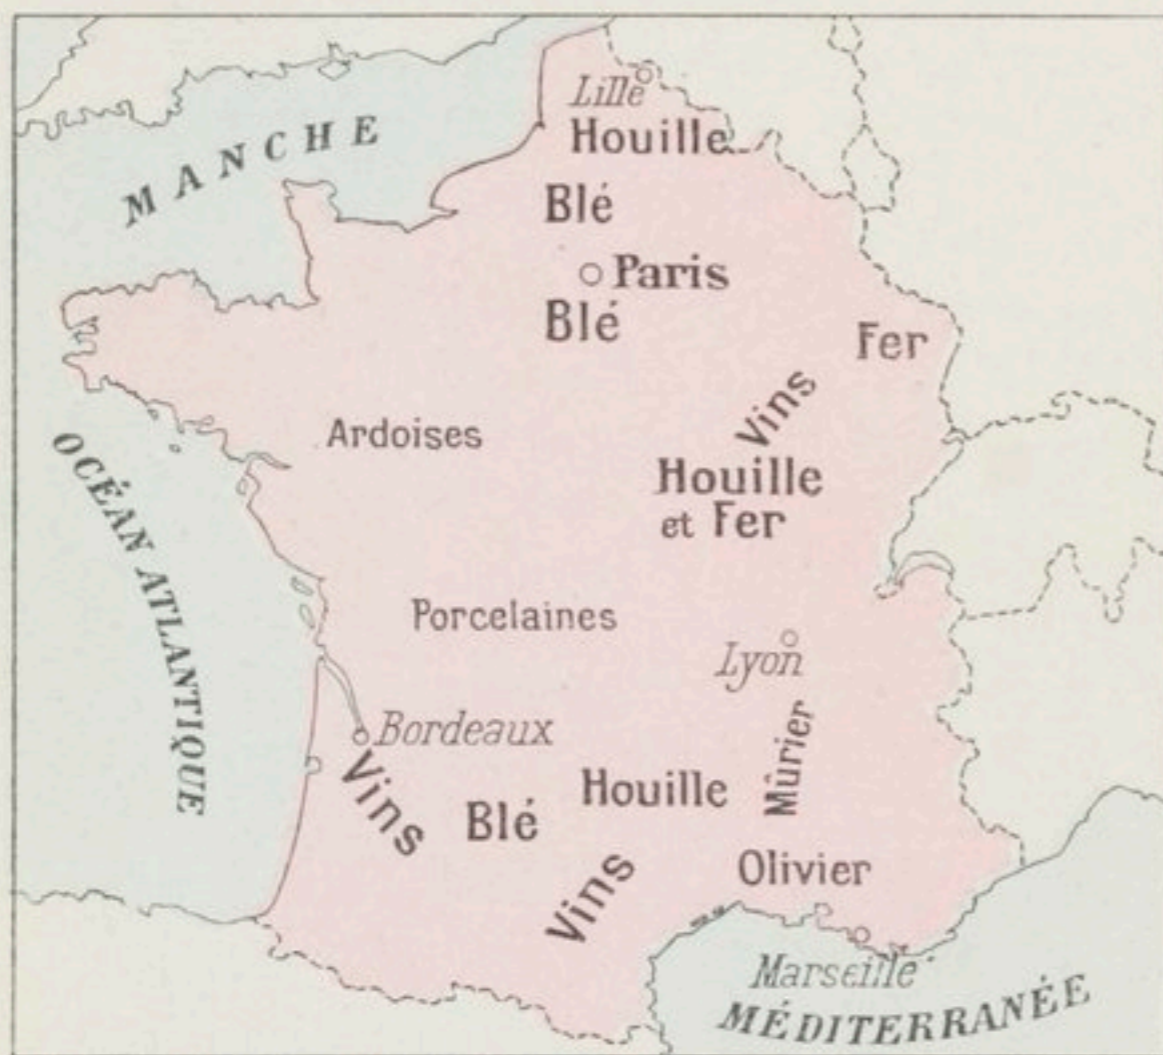 Lille
Houille
MANCHE
Blé
Paris
Blé
Fer
Vins
Ardoises
Houille
et Fer
OCÉAN ATLANTIQUE
Porcelaines
Lyon
Bordeaux
Mûrier
Vins
Houille
Blé
Olivier
Vins
Marseille
MÉDITERRANÉE